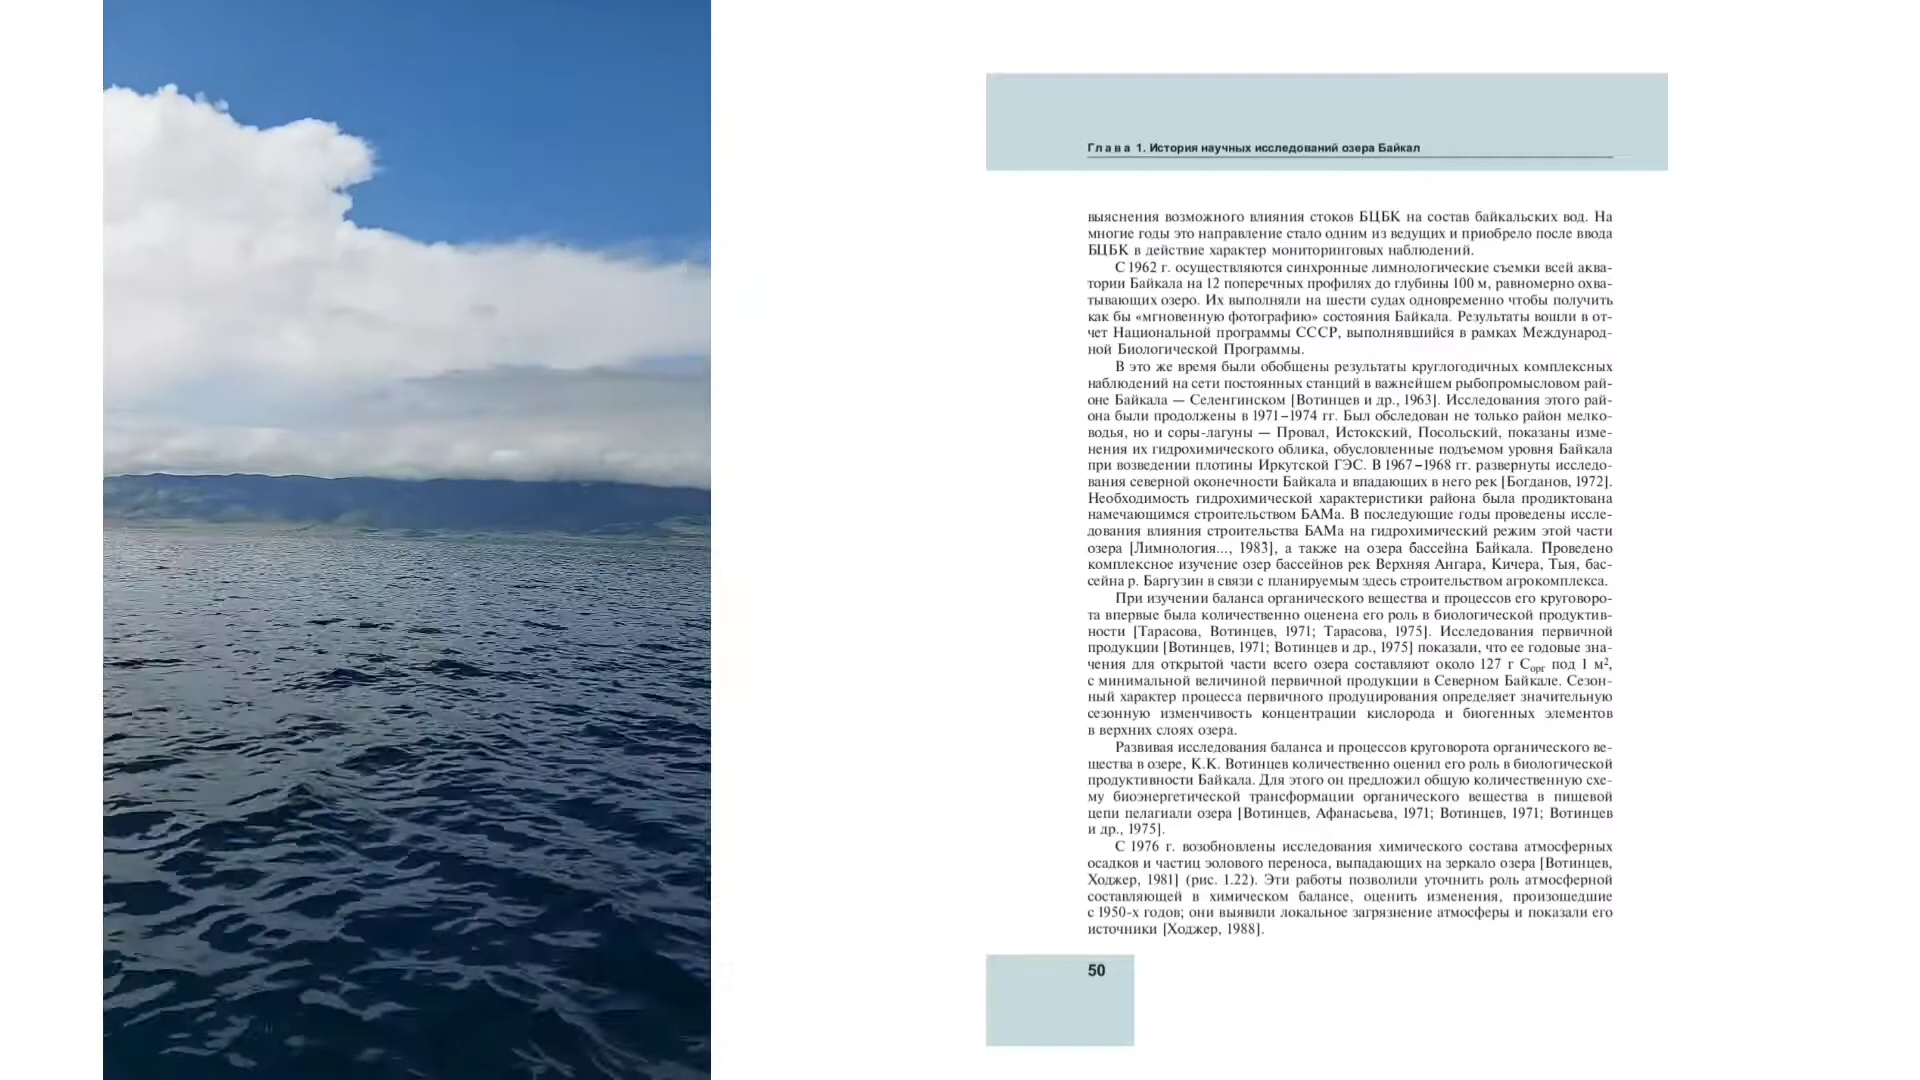 Глава 1. История научных исследований озера Байкал
выяснения возможного влияния стоков БЦБК на состав байкальских вод. На
многие годы это направление стало одним из ведущих и приобрело после ввода
БЦБК в действие характер мониторинговых наблюдений.
С 1962 г. осуществляются синхронные лимнологические съемки всей аква-
тории Байкала на 12 поперечных профилях до глубины 100 м, равномерно охва-
тывающих озеро. Их выполняли на шести судах одновременно чтобы получить
как бы «мгновенную фотографию» состояния Байкала. Результаты вошли в от-
чет Национальной программы СССР, выполнявшийся в рамках Международ-
ной Биологической Программы.
В это же время были обобщены результаты круглогодичных комплексных
наблюдений на сети постоянных станций в важнейшем рыбопромысловом рай-
оне Байкала — Селенгинском [Вотинцев и др., 1963]. Исследования этого рай-
она были продолжены в 1971–1974 гг. Был обследован не только район мелко-
водья, но и соры-лагуны — Провал, Истокский, Посольский, показаны изме-
нения их гидрохимического облика, обусловленные подъемом уровня Байкала
при возведении плотины Иркутской ГЭС. В 1967–1968 гг. развернуты исследо-
вания северной оконечности Байкала и впадающих в него рек [Богданов, 1972].
Необходимость гидрохимической характеристики района была продиктована
намечающимся строительством БАМа. В последующие годы проведены иссле-
дования влияния строительства БАМа на гидрохимический режим этой части
озера [Лимнология..., 1983], а также на озера бассейна Байкала. Проведено
комплексное изучение озер бассейнов рек Верхняя Ангара, Кичера, Тыя, бас-
сейна р. Баргузин в связи с планируемым здесь строительством агрокомплекса.
При изучении баланса органического вещества и процессов его круговоро-
та впервые была количественно оценена его роль в биологической продуктив-
ности [Тарасова, Вотинцев, 1971; Тарасова, 1975]. Исследования первичной
продукции [Вотинцев, 1971; Вотинцев и др., 1975] показали, что ее годовые зна-
чения для открытой части всего озера составляют около 127 г Сорг под 1 м²,
с минимальной величиной первичной продукции в Северном Байкале. Сезон-
ный характер процесса первичного продуцирования определяет значительную
сезонную изменчивость концентрации кислорода и биогенных элементов
в верхних слоях озера.
Развивая исследования баланса и процессов круговорота органического ве-
щества в озере, К.К. Вотинцев количественно оценил его роль в биологической
продуктивности Байкала. Для этого он предложил общую количественную схе-
му биоэнергетической трансформации органического вещества в пищевой
цепи пелагиали озера [Вотинцев, Афанасьева, 1971; Вотинцев, 1971; Вотинцев
и др., 1975].
С 1976 г. возобновлены исследования химического состава атмосферных
осадков и частиц эолового переноса, выпадающих на зеркало озера [Вотинцев,
Ходжер, 1981] (рис. 1.22). Эти работы позволили уточнить роль атмосферной
составляющей в химическом балансе, оценить изменения, произошедшие
с 1950-х годов; они выявили локальное загрязнение атмосферы и показали его
источники [Ходжер, 1988].
50